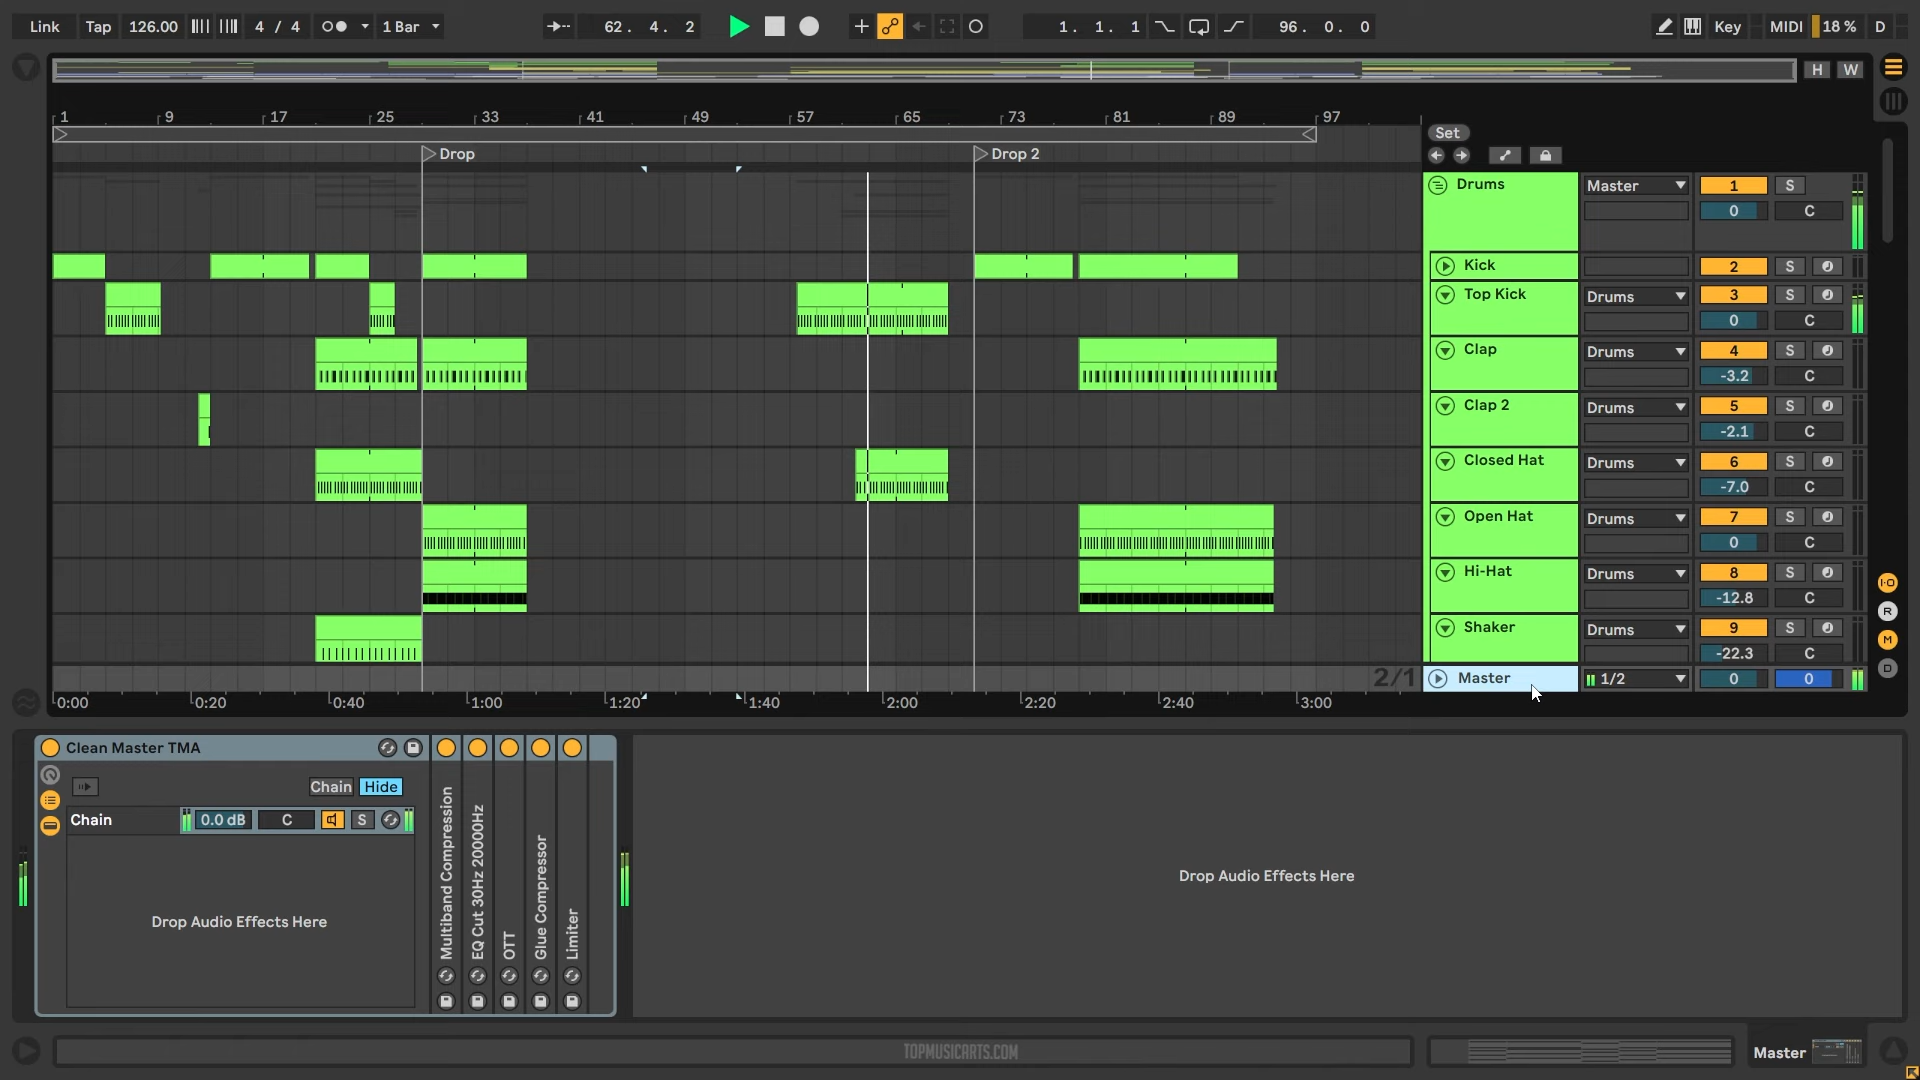 Link Tap 126.00 4 / 4 1 Bar 62. 4. 2 1. 1. 1 96. 0. 0 Key MIDI 18 % D
H W
1 9 17 25 33 41 49 57 65 73 81 89 97
Set
Drop Drop 2
Drums Master 1 S
0 C
Kick 2 S
Top Kick Drums 3 S
0 C
Clap Drums 4 S
-3.2 C
Clap 2 Drums 5 S
-2.1 C
Closed Hat Drums 6 S
-7.0 C
Open Hat Drums 7 S
0 C
Hi-Hat Drums 8 S
-12.8 C
I·O
R
Shaker Drums 9 S
M
-22.3 C
D
2/1 Master 1/2 0 0
0:00 0:20 0:40 1:00 1:20 1:40 2:00 2:20 2:40 3:00
Clean Master TMA
Chain Hide
Chain 0.0 dB C S
Drop Audio Effects Here
Multiband Compression
EQ Cut 30Hz 20000Hz
OTT
Glue Compressor
Limiter
Drop Audio Effects Here
TOPMUSICARTS.COM
Master